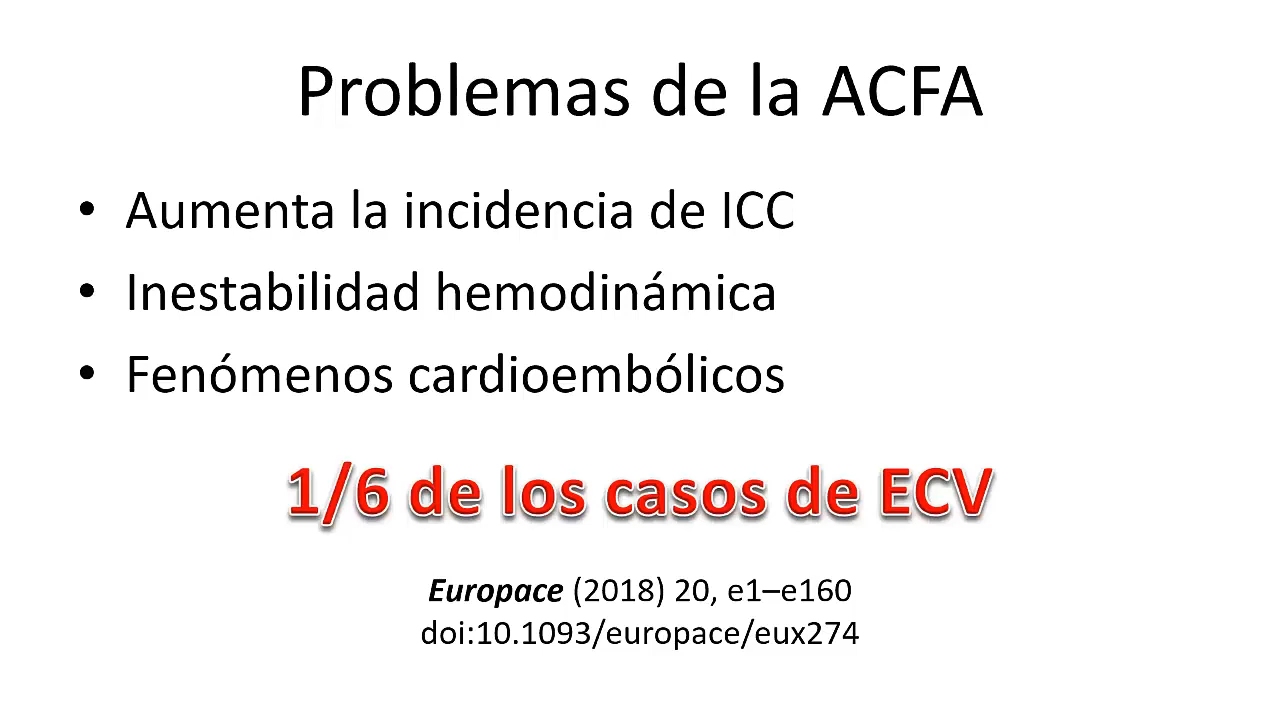 Problemas de la ACFA
• Aumenta la incidencia de ICC
• Inestabilidad hemodinámica
• Fenómenos cardioembólicos
1/6 de los casos de ECV
Europace (2018) 20, e1–e160
doi:10.1093/europace/eux274